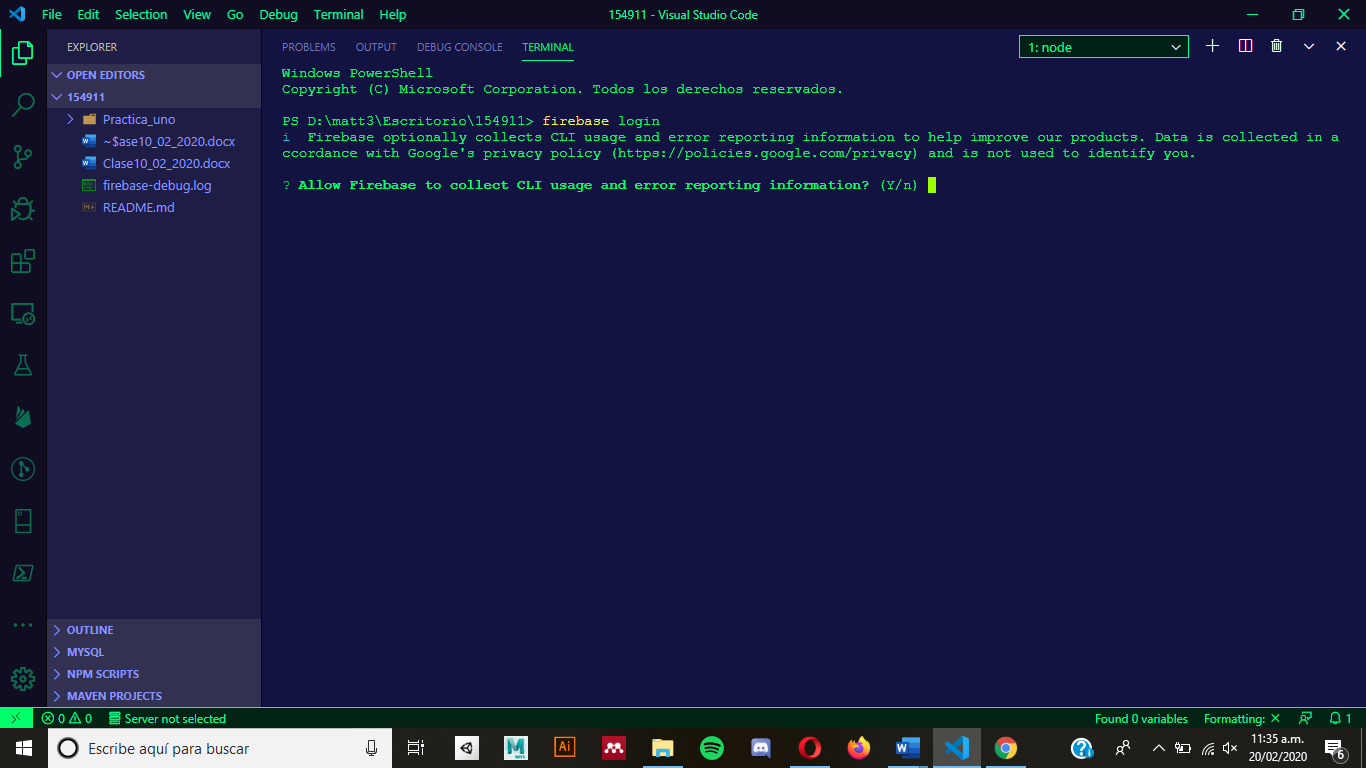 File Edit Selection View Go Debug Terminal Help
154911 - Visual Studio Code
EXPLORER
OPEN EDITORS
154911
Practica_uno
~$ase10_02_2020.docx
Clase10_02_2020.docx
firebase-debug.log
README.md
OUTLINE
MYSQL
NPM SCRIPTS
MAVEN PROJECTS
PROBLEMS OUTPUT DEBUG CONSOLE TERMINAL
1: node
Windows PowerShell
Copyright (C) Microsoft Corporation. Todos los derechos reservados.
PS D:\matt3\Escritorio\154911> firebase login
i  Firebase optionally collects CLI usage and error reporting information to help improve our products. Data is collected in a
ccordance with Google's privacy policy (https://policies.google.com/privacy) and is not used to identify you.
? Allow Firebase to collect CLI usage and error reporting information? (Y/n)
0 0 Server not selected
Found 0 variables Formatting: ✕ 1
Escribe aquí para buscar
Ai
11:35 a.m.
20/02/2020
6